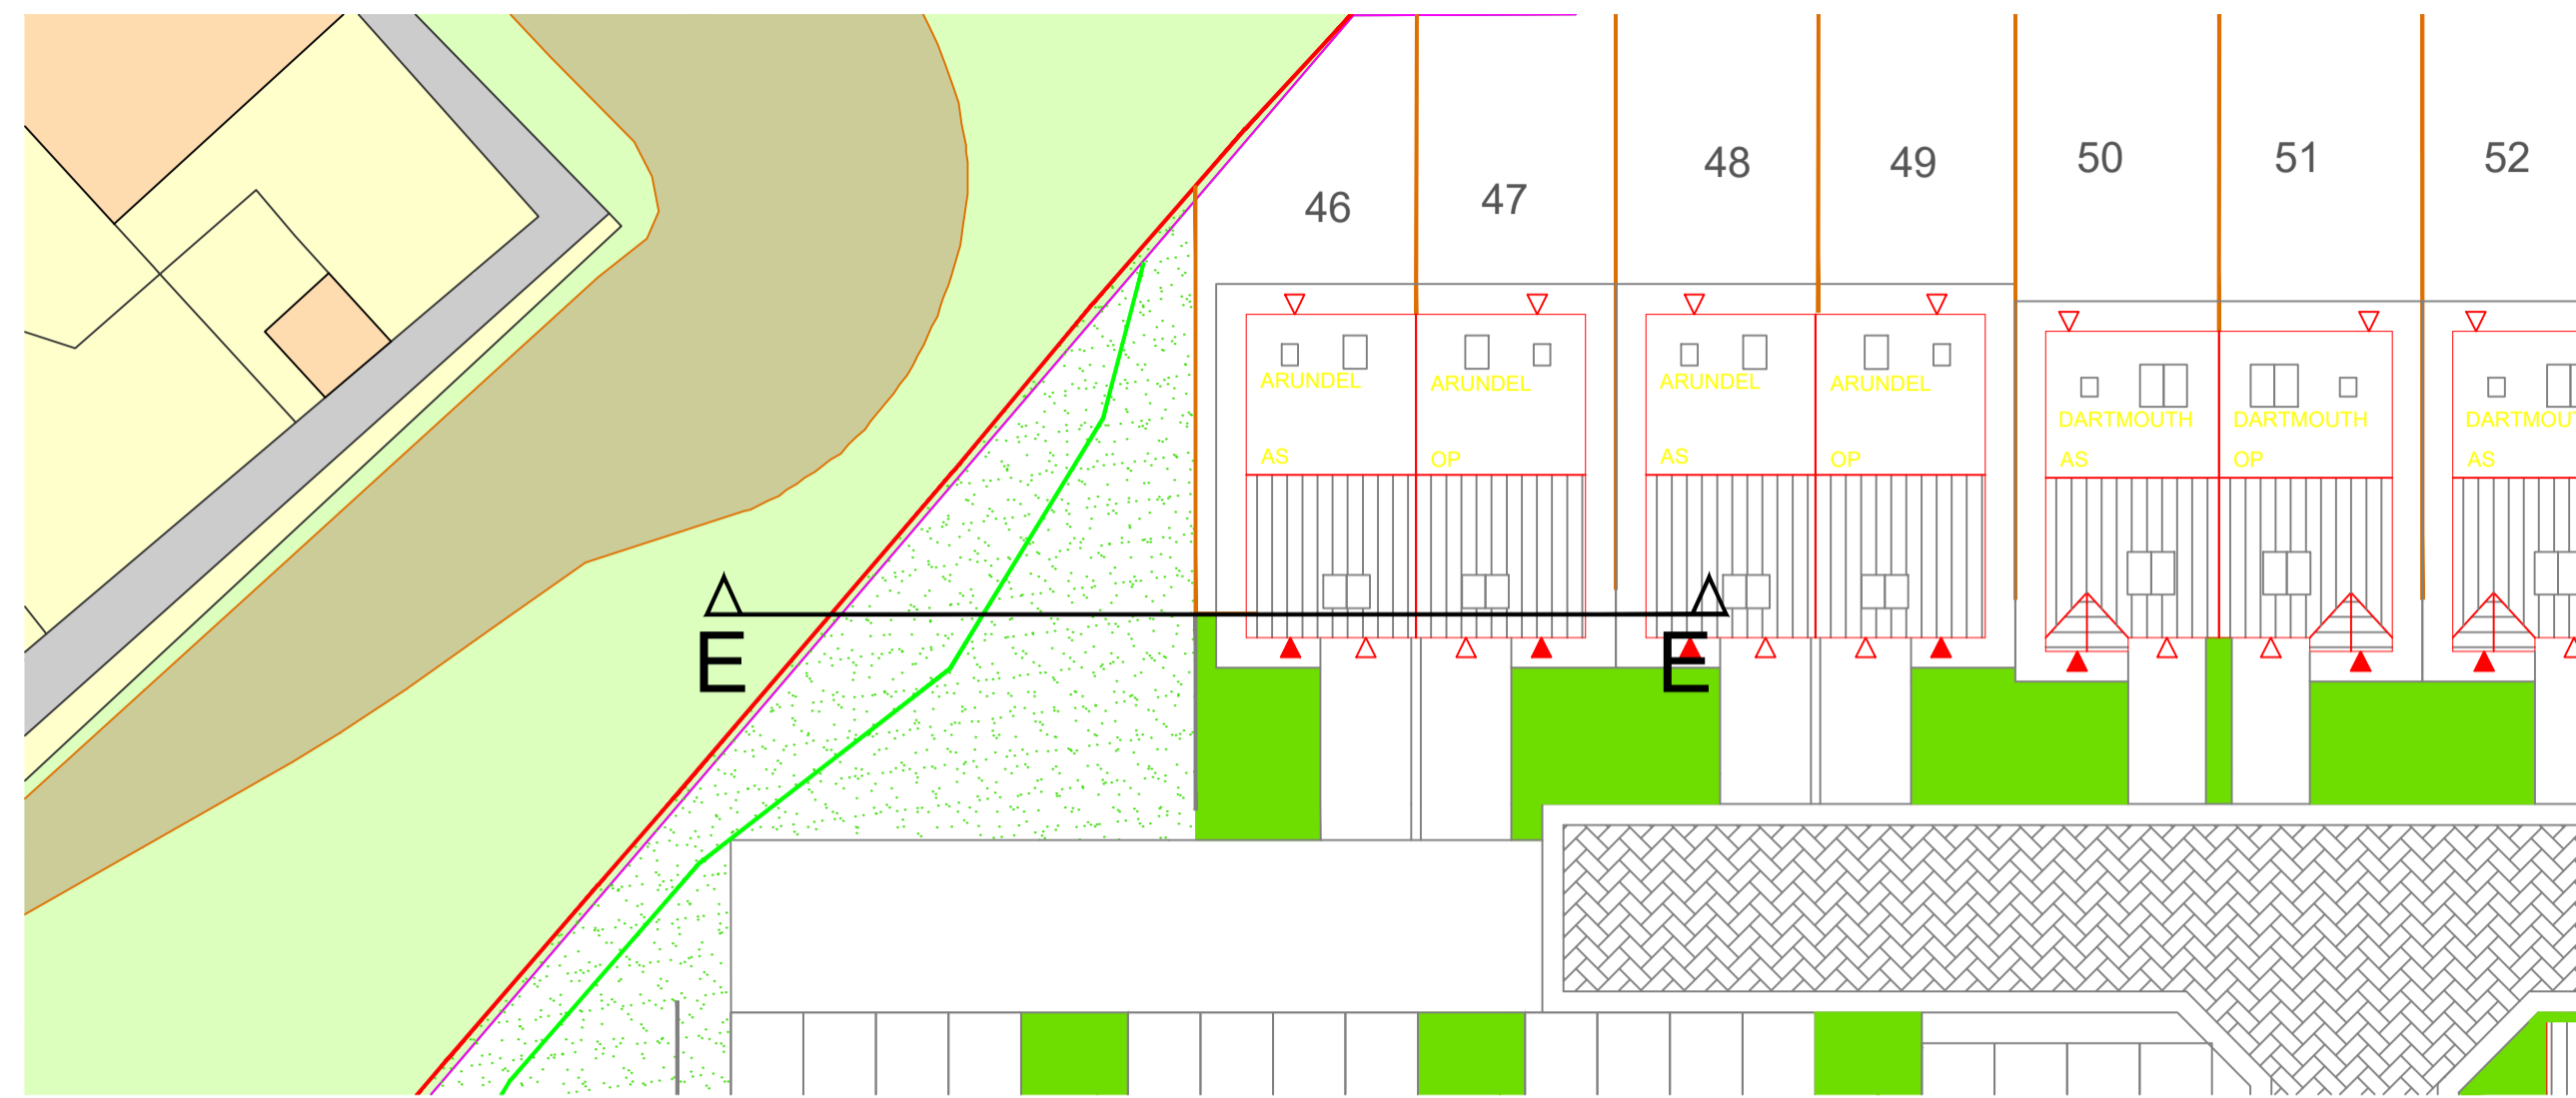 46 47 48 49 50 51 52
ARUNDEL ARUNDEL ARUNDEL ARUNDEL DARTMOUTH DARTMOUTH DARTMOU
AS OP AS OP AS OP AS
E E